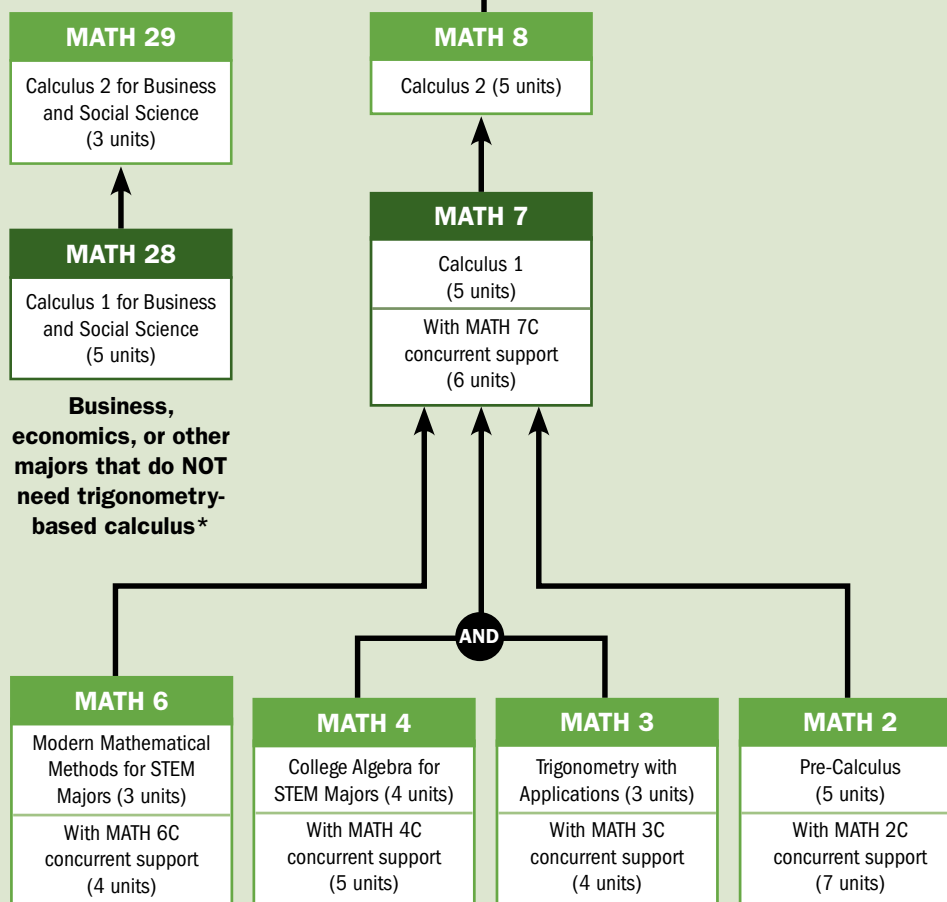 MATH 29
Calculus 2 for Business
and Social Science
(3 units)
MATH 8
Calculus 2 (5 units)
MATH 28
Calculus 1 for Business
and Social Science
(5 units)
Business,
economics, or other
majors that do NOT
need trigonometry-
based calculus*
MATH 7
Calculus 1
(5 units)
With MATH 7C
concurrent support
(6 units)
AND
MATH 6
Modern Mathematical
Methods for STEM
Majors (3 units)
With MATH 6C
concurrent support
(4 units)
MATH 4
College Algebra for
STEM Majors (4 units)
With MATH 4C
concurrent support
(5 units)
MATH 3
Trigonometry with
Applications (3 units)
With MATH 3C
concurrent support
(4 units)
MATH 2
Pre-Calculus
(5 units)
With MATH 2C
concurrent support
(7 units)